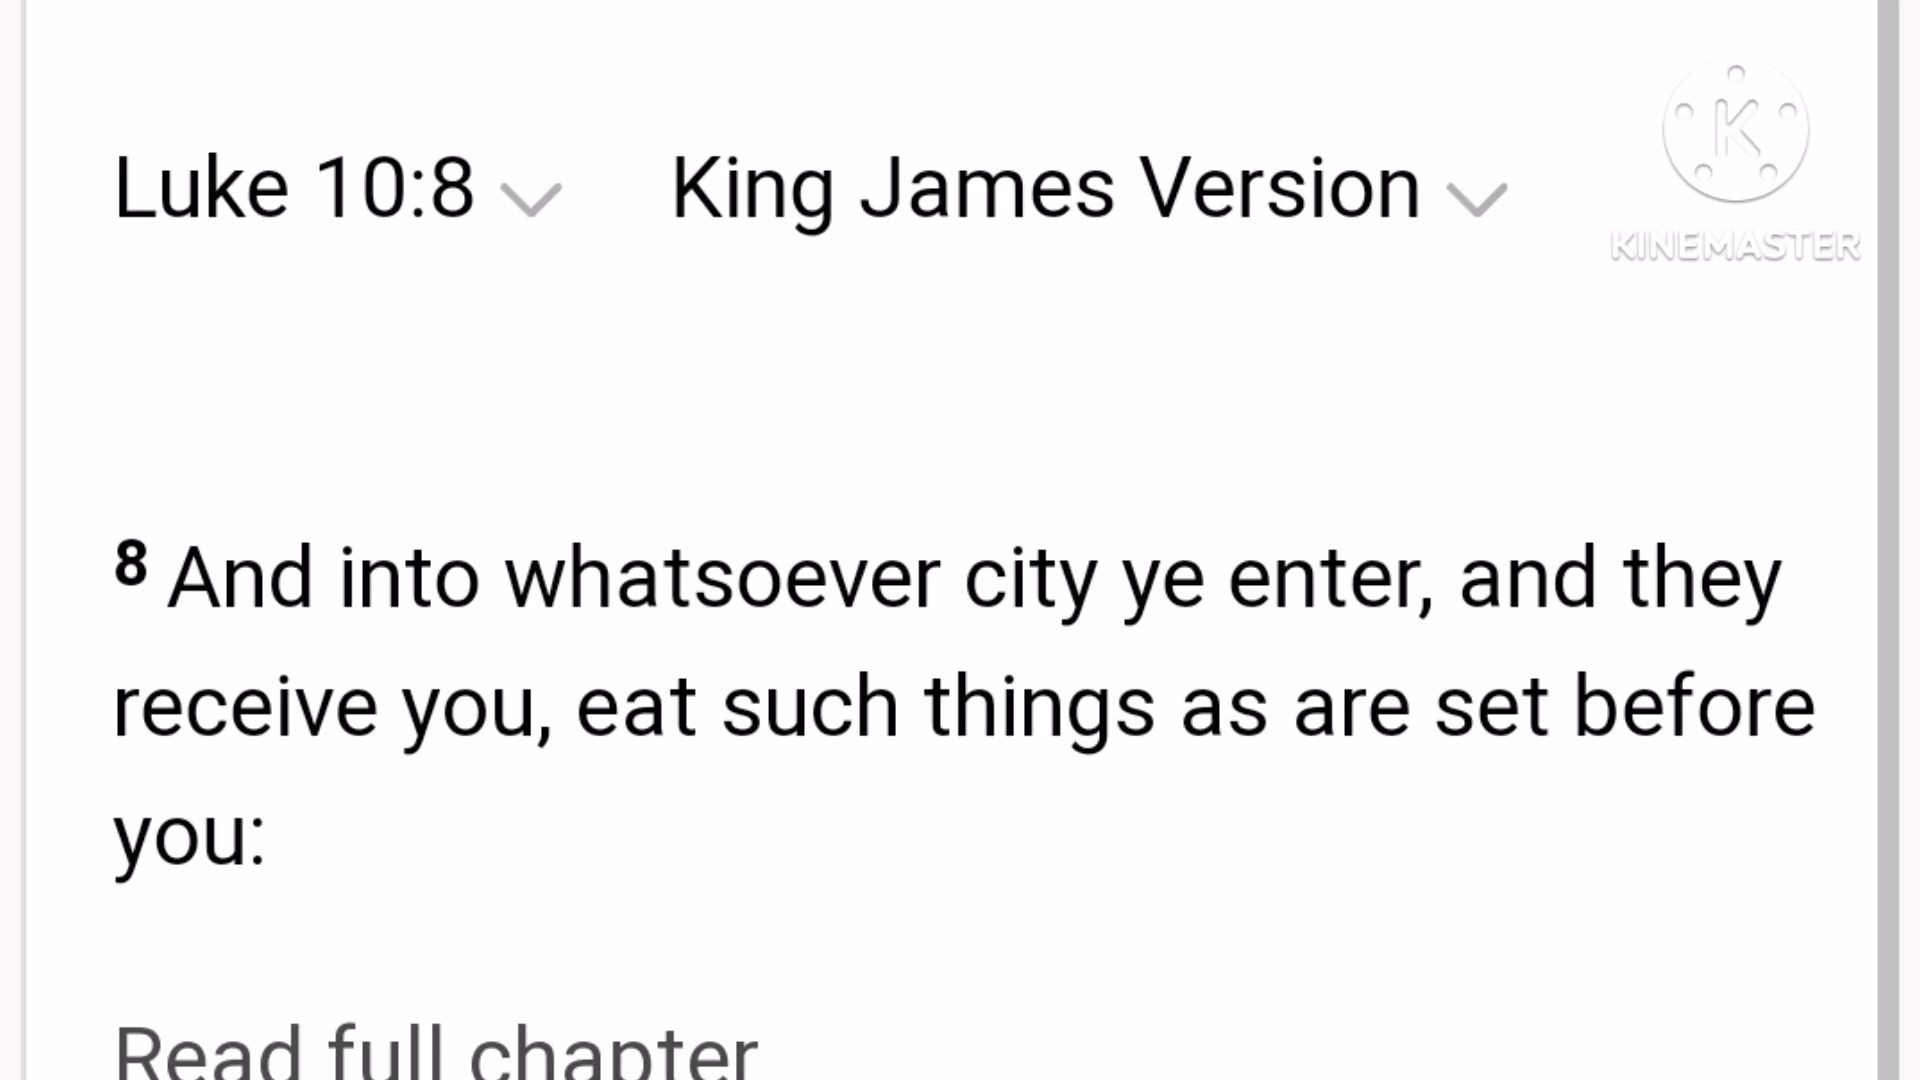 Luke 10:8 King James Version
K
KINEMASTER
8 And into whatsoever city ye enter, and they
receive you, eat such things as are set before
you:
Read full chapter